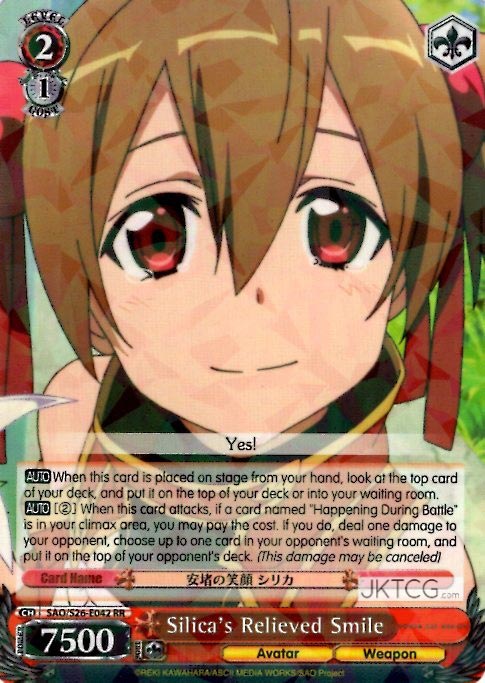 LEVEL
2
1
COST
Yes!
AUTO When this card is placed on stage from your hand, look at the top card
of your deck, and put it on the top of your deck or into your waiting room.
AUTO [②] When this card attacks, if a card named "Happening During Battle"
is in your climax area, you may pay the cost. If you do, deal one damage to
your opponent, choose up to one card in your opponent's waiting room, and
put it on the top of your opponent's deck. (This damage may be canceled)
Card Name 安堵の笑顔 シリカ
JKTCG.com
CH SAO/S26-E042 RR
POWER 7500 SOUL Silica's Relieved Smile
Avatar Weapon
©REKI KAWAHARA/ASCII MEDIA WORKS/SAO Project